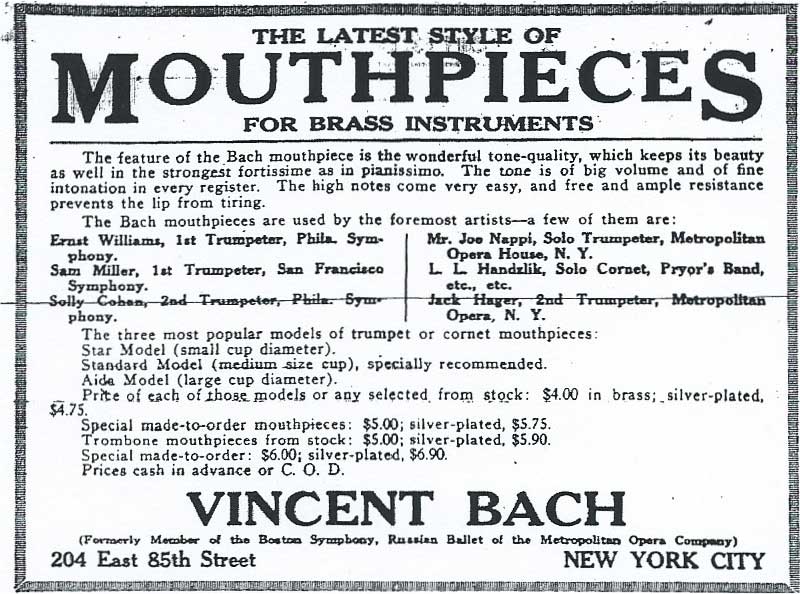 THE LATEST STYLE OF
MOUTHPIECES
FOR BRASS INSTRUMENTS
The feature of the Bach mouthpiece is the wonderful tone-quality, which keeps its beauty
as well in the strongest fortissime as in pianissimo. The tone is of big volume and of fine
intonation in every register. The high notes come very easy, and free and ample resistance
prevents the lip from tiring.
The Bach mouthpieces are used by the foremost artists—a few of them are:
Ernst Williams, 1st Trumpeter, Phila. Sym-
phony.
Sam Miller, 1st Trumpeter, San Francisco
Symphony.
Solly Cohan, 2nd Trumpeter, Phila. Sym-
phony.
Mr. Joe Nappi, Solo Trumpeter, Metropolitan
Opera House, N. Y.
L. L. Handzlik, Solo Cornet, Pryor's Band,
etc., etc.
Jack Hager, 2nd Trumpeter, Metropolitan
Opera, N. Y.
The three most popular models of trumpet or cornet mouthpieces:
Star Model (small cup diameter).
Standard Model (medium size cup), specially recommended.
Aida Model (large cup diameter).
Price of each of those models or any selected from stock: $4.00 in brass; silver-plated,
$4.75.
Special made-to-order mouthpieces: $5.00; silver-plated, $5.75.
Trombone mouthpieces from stock: $5.00; silver-plated, $5.90.
Special made-to-order: $6.00; silver-plated, $6.90.
Prices cash in advance or C. O. D.
VINCENT BACH
(Formerly Member of the Boston Symphony, Russian Ballet of the Metropolitan Opera Company)
204 East 85th Street NEW YORK CITY